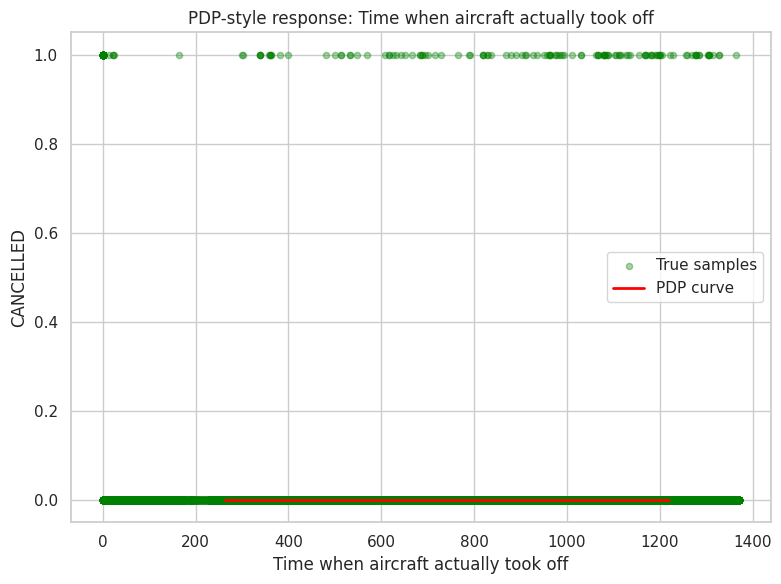 PDP-style response: Time when aircraft actually took off
1.0
0.8
0.6
0.4
0.2
0.0
CANCELLED
True samples
PDP curve
0 200 400 600 800 1000 1200 1400
Time when aircraft actually took off